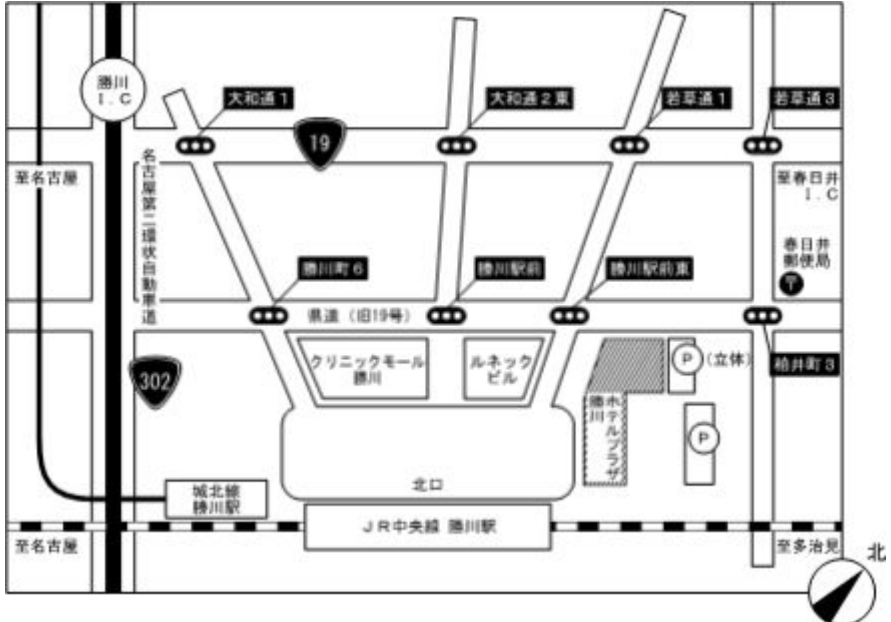 勝川
I.C
大和通1
大和通2東
若草通1
若草通3
19
至名古屋
名古屋第二環状自動車道
至春日井
I.C
春日井
郵便局
〒
勝川町6
勝川駅前
勝川駅前東
県道(旧19号)
クリニックモール
勝川
ルネック
ビル
P
(立体)
柏井町3
302
ホテルプラザ
勝川
P
北口
城北線
勝川駅
JR中央線 勝川駅
至名古屋
至多治見
北